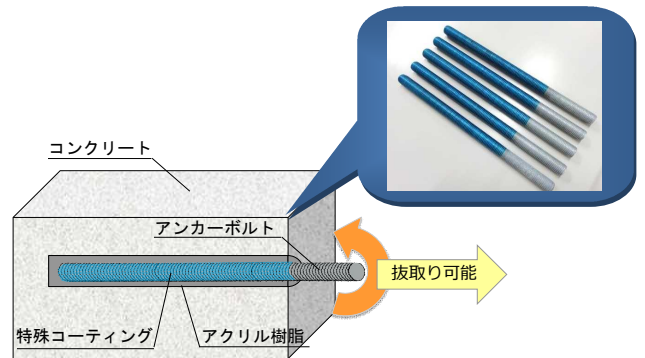 コンクリート
アンカーボルト
抜取り可能
特殊コーティング
アクリル樹脂